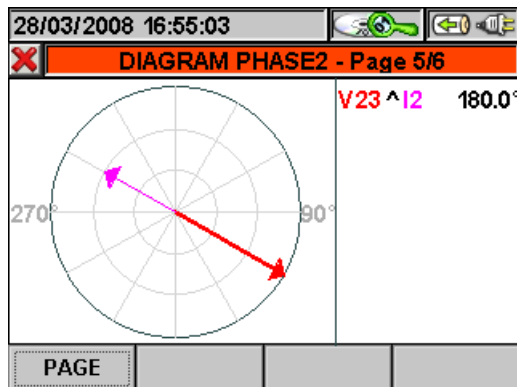 28/03/2008 16:55:03
DIAGRAM PHASE2 - Page 5/6
V23 ^ I2 180.0°
270° 90°
PAGE